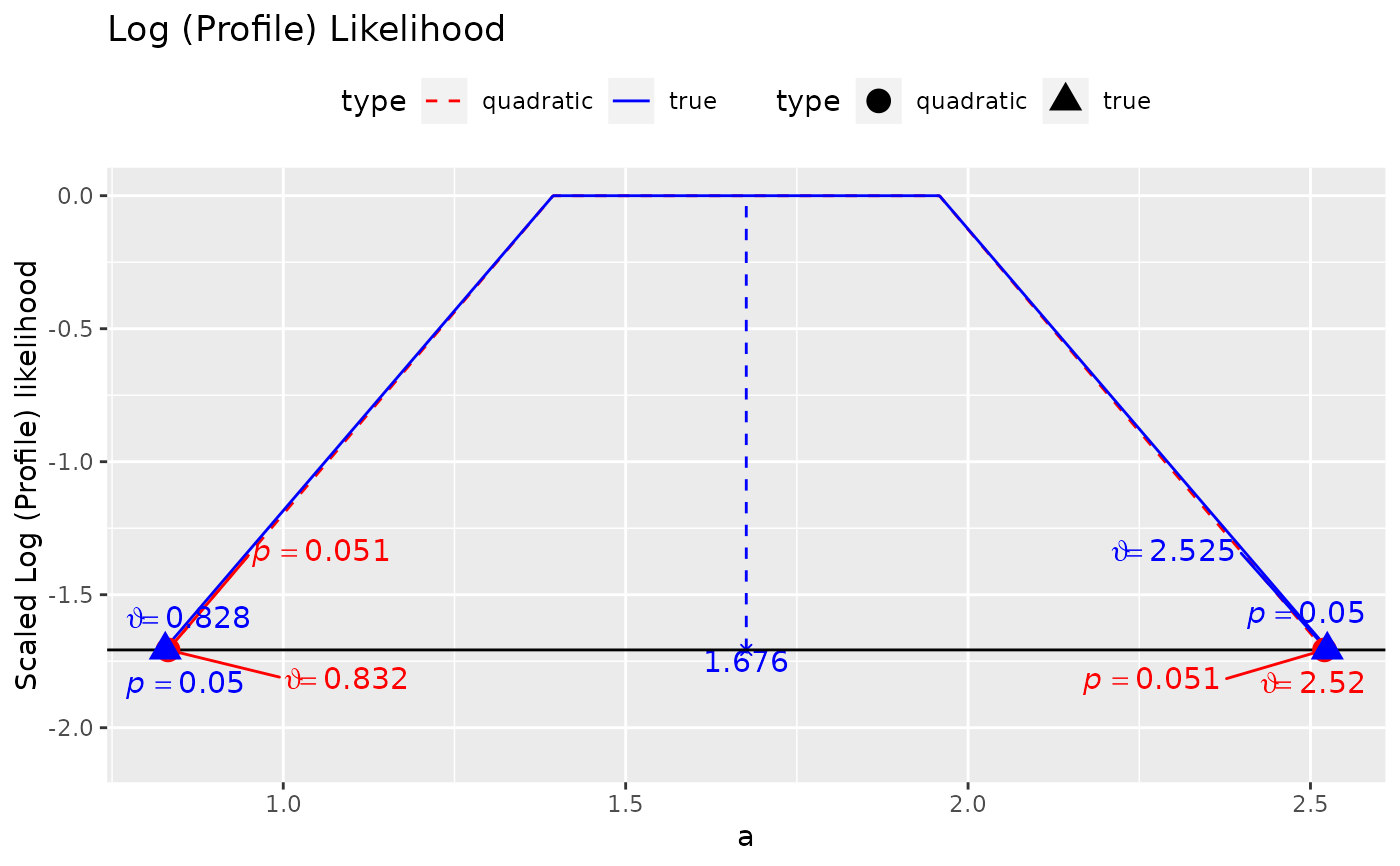 Log (Profile) Likelihood
type quadratic true type quadratic true
Scaled Log (Profile) likelihood
0.0
-0.5
-1.0
-1.5
-2.0
p = 0.051
ϑ= 2.525
ϑ= 0.828
p = 0.05
1.676
p = 0.05
ϑ= 0.832
p = 0.051
ϑ= 2.52
1.0 1.5 2.0 2.5
a